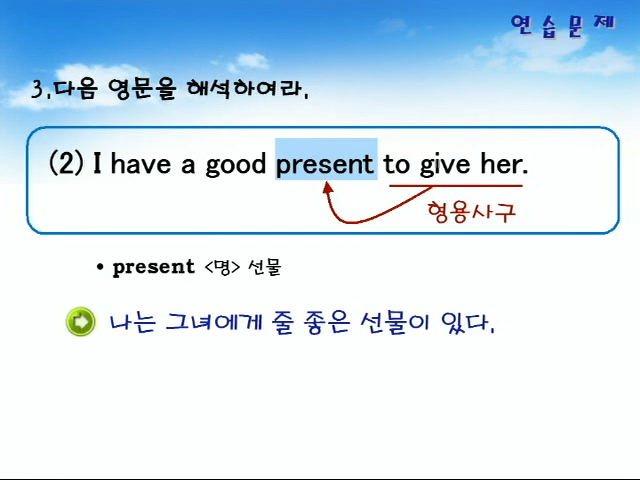 연습문제
3. 다음 영문을 해석하여라.
(2) I have a good present to give her.
형용사구
• present <명> 선물
나는 그녀에게 줄 좋은 선물이 있다.